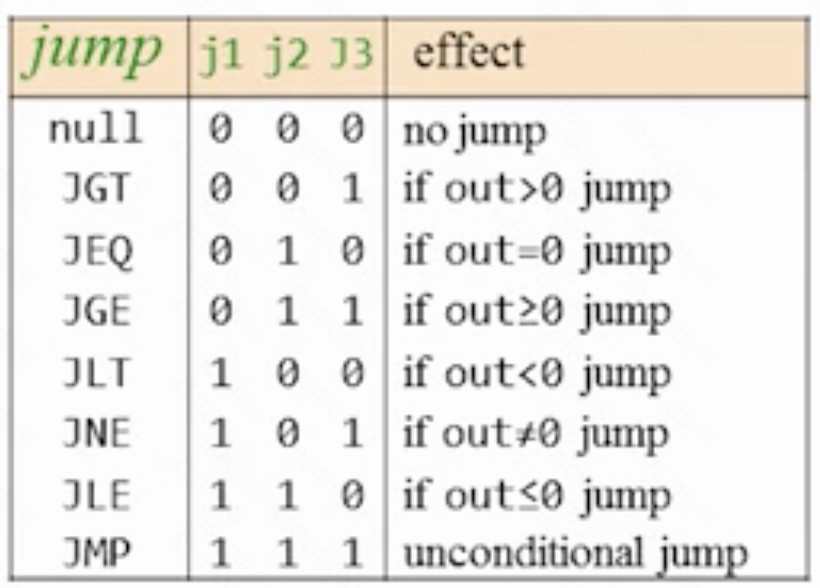 jump j1 j2 J3 effect
null 0 0 0 no jump
JGT 0 0 1 if out>0 jump
JEQ 0 1 0 if out=0 jump
JGE 0 1 1 if out≥0 jump
JLT 1 0 0 if out<0 jump
JNE 1 0 1 if out≠0 jump
JLE 1 1 0 if out≤0 jump
JMP 1 1 1 unconditional jump